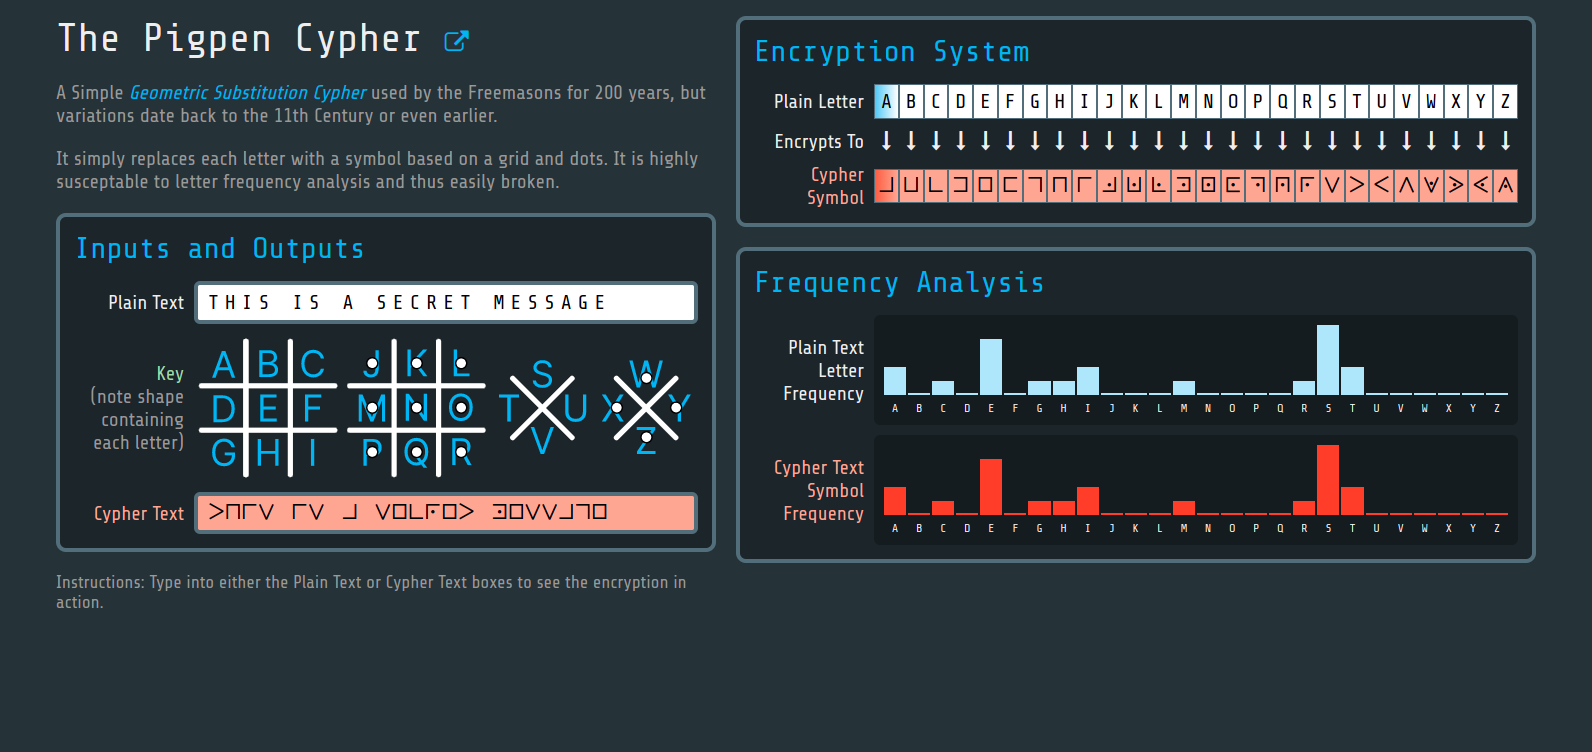 The Pigpen Cypher
A Simple Geometric Substitution Cypher used by the Freemasons for 200 years, but
variations date back to the 11th Century or even earlier.
It simply replaces each letter with a symbol based on a grid and dots. It is highly
susceptable to letter frequency analysis and thus easily broken.
Inputs and Outputs
Plain Text
THIS IS A SECRET MESSAGE
Key
(note shape
containing
each letter)
A B C J K L S W
D E F M N O T U X Y
G H I P Q R V Z
Cypher Text
Instructions: Type into either the Plain Text or Cypher Text boxes to see the encryption in
action.
Encryption System
Plain Letter
A B C D E F G H I J K L M N O P Q R S T U V W X Y Z
Encrypts To
Cypher
Symbol
Frequency Analysis
Plain Text
Letter
Frequency
A B C D E F G H I J K L M N O P Q R S T U V W X Y Z
Cypher Text
Symbol
Frequency
A B C D E F G H I J K L M N O P Q R S T U V W X Y Z